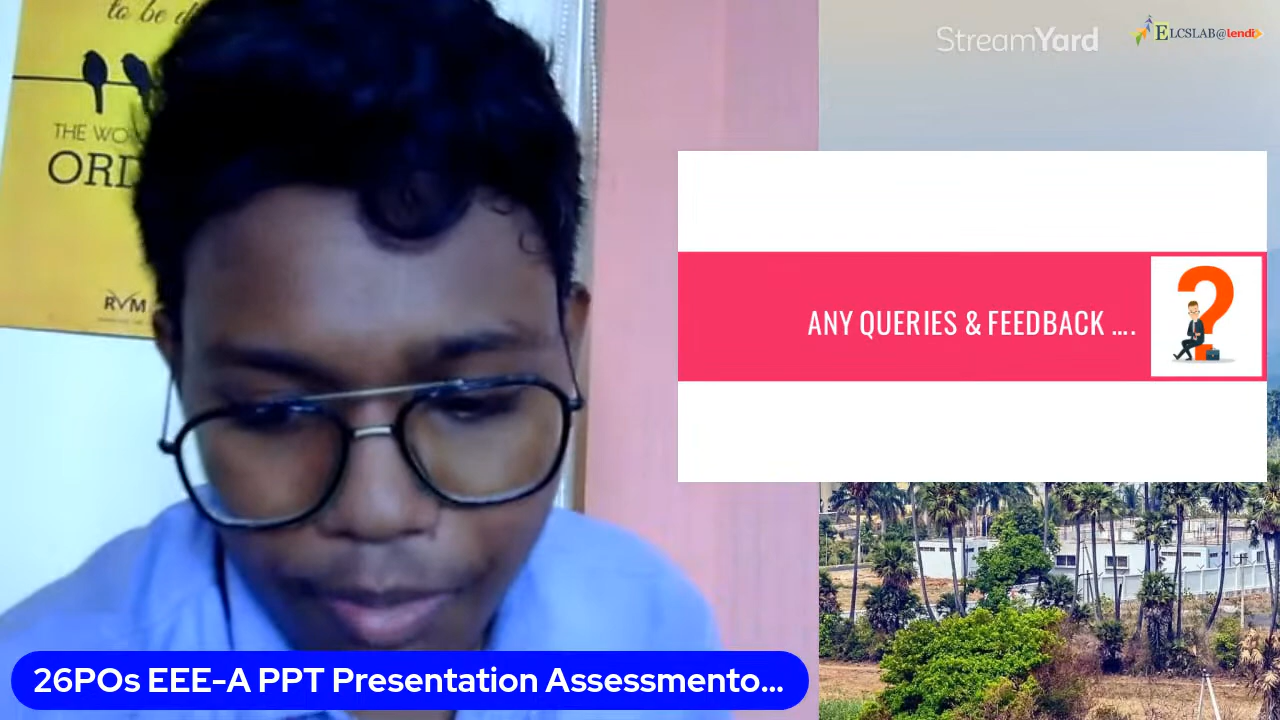 to be
THE WO
ORD
RVM
StreamYard
ELCSLAB@lendi
ANY QUERIES & FEEDBACK ....
26POs EEE-A PPT Presentation Assessmento...